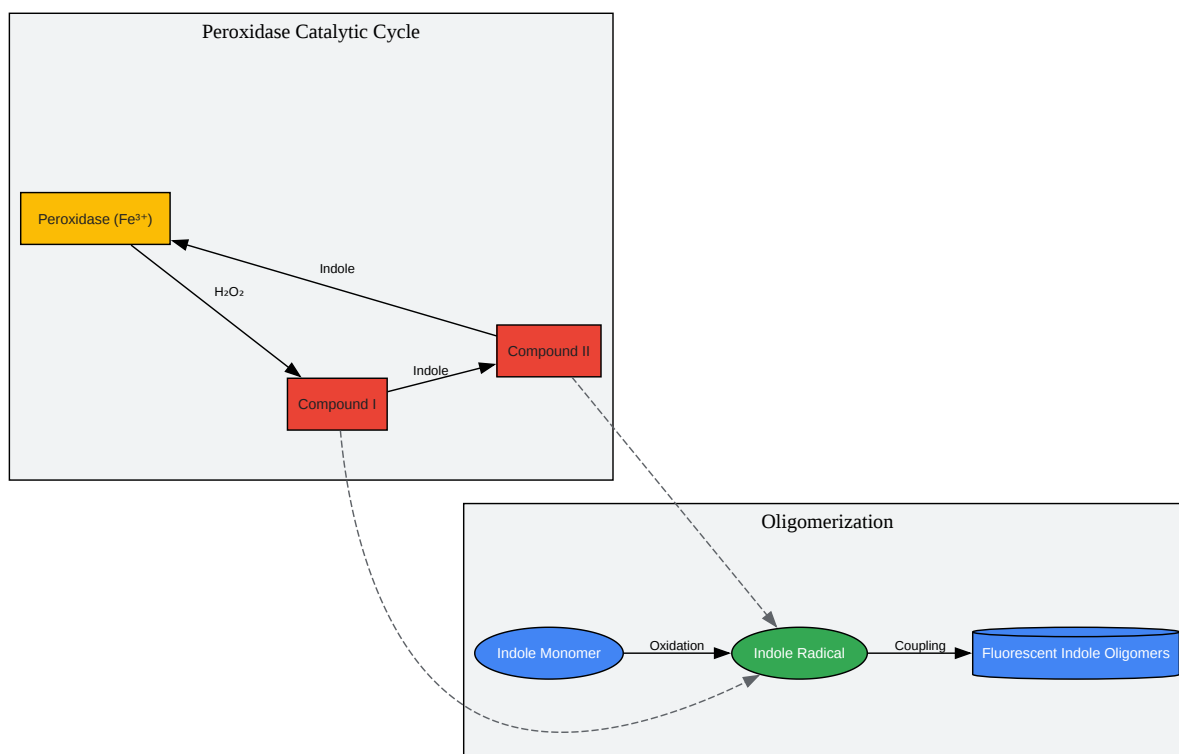 Peroxidase Catalytic Cycle
Peroxidase (Fe³⁺)
Indole
H₂O₂
Compound II
Indole
Compound I
Oligomerization
Indole Monomer
Oxidation
Indole Radical
Coupling
Fluorescent Indole Oligomers